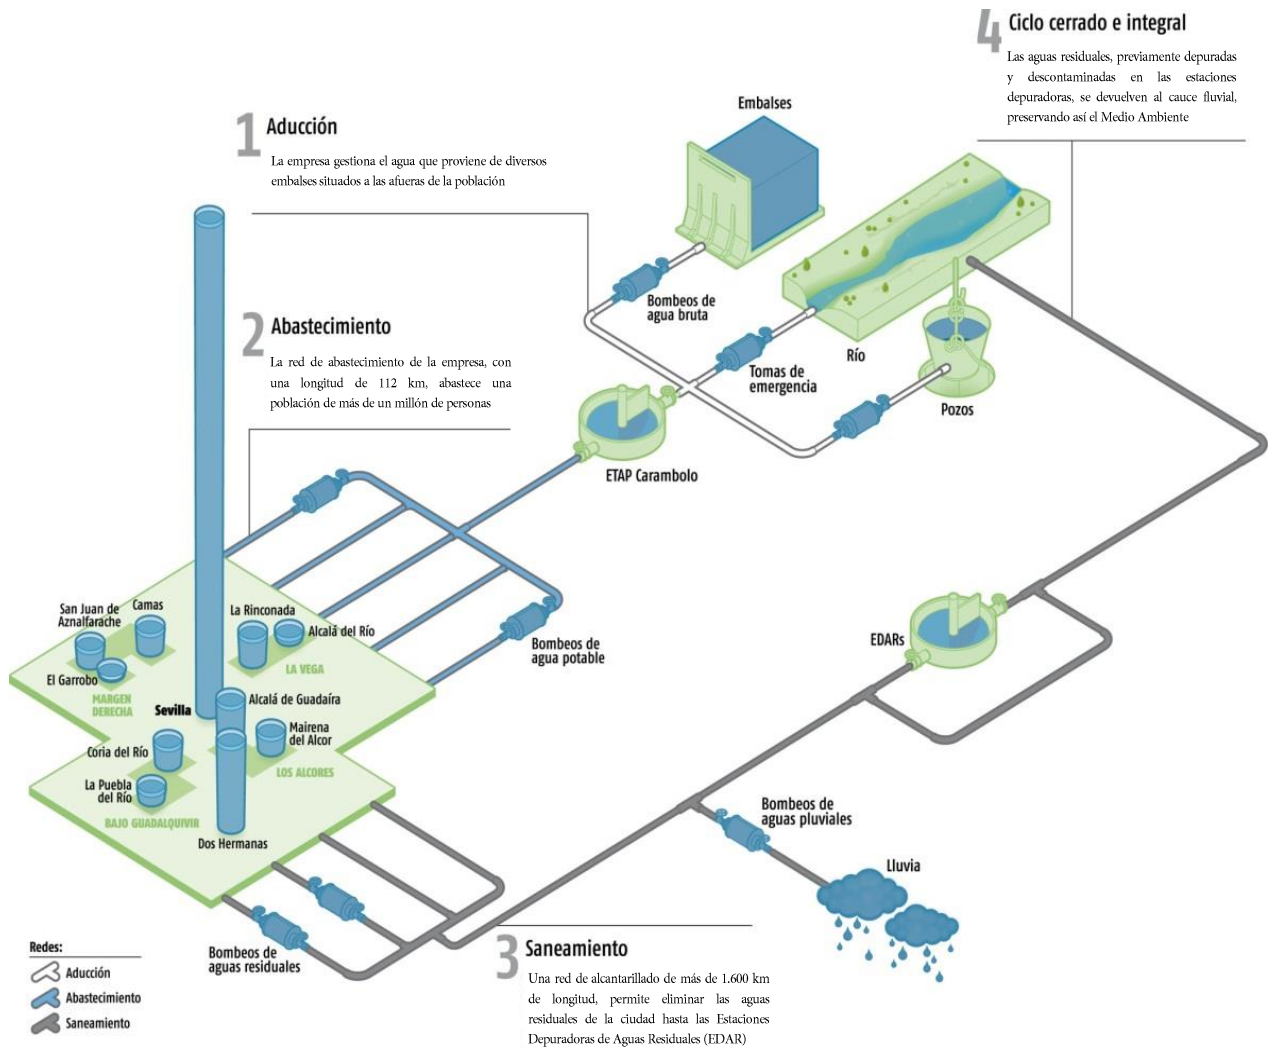 4 Ciclo cerrado e integral
Las aguas residuales, previamente depuradas
y descontaminadas en las estaciones
depuradoras, se devuelven al cauce fluvial,
preservando así el Medio Ambiente
Embalses
1 Aducción
La empresa gestiona el agua que proviene de diversos
embalses situados a las afueras de la población
Bombeos de
agua bruta
2 Abastecimiento
La red de abastecimiento de la empresa, con
una longitud de 112 km, abastece una
población de más de un millón de personas
Río
Tomas de
emergencia
Pozos
ETAP Carambolo
San Juan de
Aznalfarache
Camas
La Rinconada
Alcalá del Río
El Garrobo
LA VEGA
MARGEN
DERECHA
Sevilla
Alcalá de Guadaíra
Mairena
del Alcor
Coria del Río
LOS ALCORES
La Puebla
del Río
BAJO GUADALQUIVIR
Dos Hermanas
Bombeos de
agua potable
EDARs
Bombeos de
aguas pluviales
Lluvia
Bombeos de
aguas residuales
3 Saneamiento
Una red de alcantarillado de más de 1.600 km
de longitud, permite eliminar las aguas
residuales de la ciudad hasta las Estaciones
Depuradoras de Aguas Residuales (EDAR)
Redes:
Aducción
Abastecimiento
Saneamiento